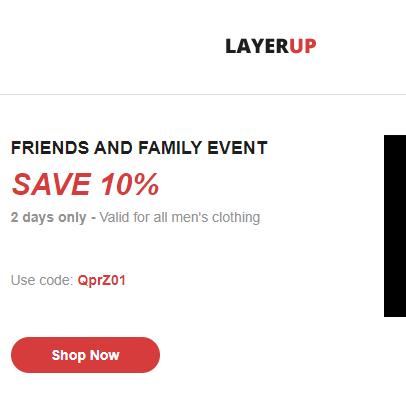 LAYERUP
FRIENDS AND FAMILY EVENT
SAVE 10%
2 days only - Valid for all men's clothing
Use code: QprZ01
Shop Now